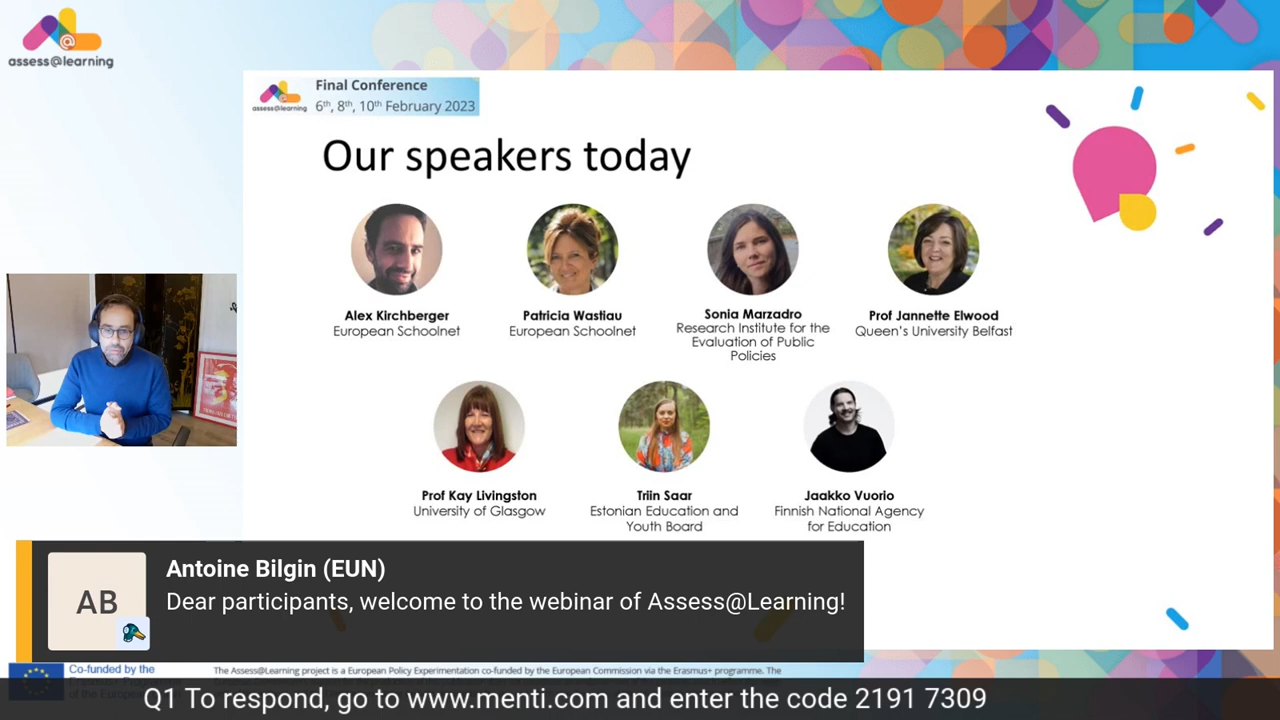 assess@learning
assess@learning
Final Conference
6th, 8th, 10th February 2023
Our speakers today
Alex Kirchberger
European Schoolnet
Patricia Wastiau
European Schoolnet
Sonia Marzadro
Research Institute for the
Evaluation of Public
Policies
Prof Jannette Elwood
Queen's University Belfast
Prof Kay Livingston
University of Glasgow
Triin Saar
Estonian Education and
Youth Board
Jaakko Vuorio
Finnish National Agency
for Education
AB
Antoine Bilgin (EUN)
Dear participants, welcome to the webinar of Assess@Learning!
Co-funded by the
of the
The Assess@Learning project is a European Policy Experimentation co-funded by the European Commission via the Erasmus+ programme. The
Q1 To respond, go to www.menti.com and enter the code 2191 7309